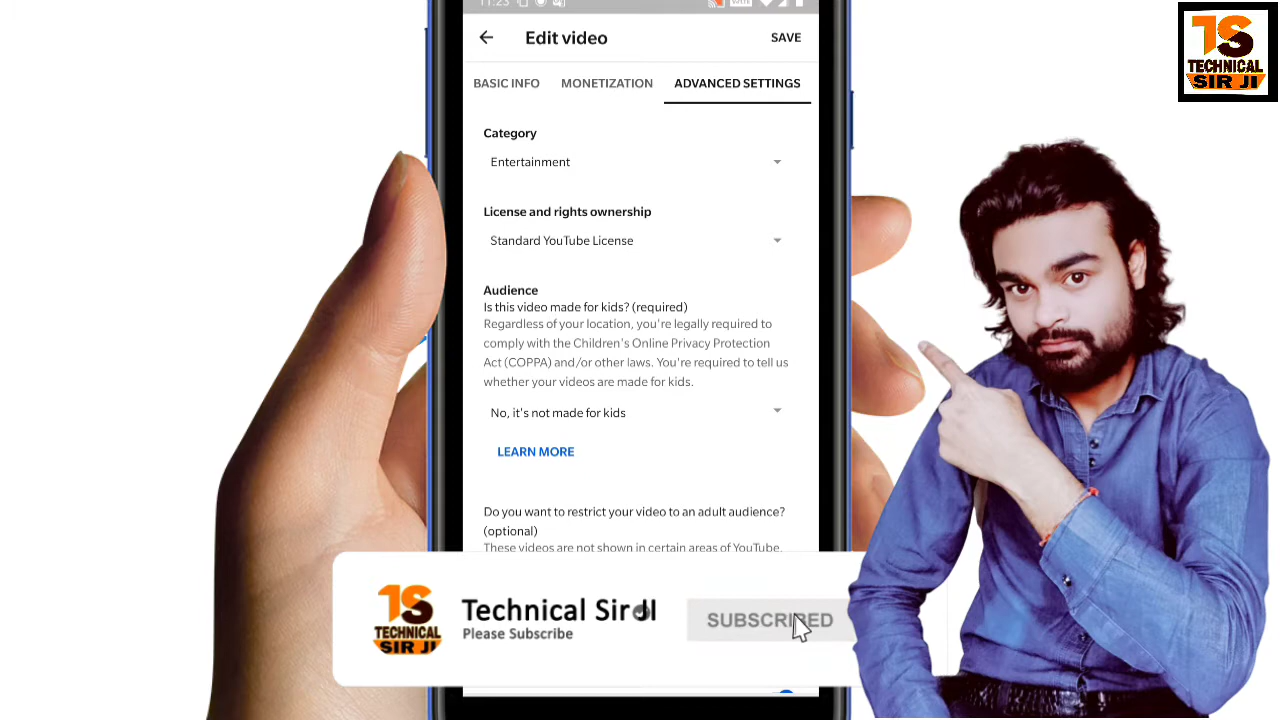 11:23
Edit video
SAVE
BASIC INFO
MONETIZATION
ADVANCED SETTINGS
Category
Entertainment
License and rights ownership
Standard YouTube License
Audience
Is this video made for kids? (required)
Regardless of your location, you're legally required to
comply with the Children's Online Privacy Protection
Act (COPPA) and/or other laws. You're required to tell us
whether your videos are made for kids.
No, it's not made for kids
LEARN MORE
Do you want to restrict your video to an adult audience?
(optional)
These videos are not shown in certain areas of YouTube.
1S
TECHNICAL
SIR JI
Technical Sir JI
Please Subscribe
SUBSCRIBED
1S
TECHNICAL
SIR JI